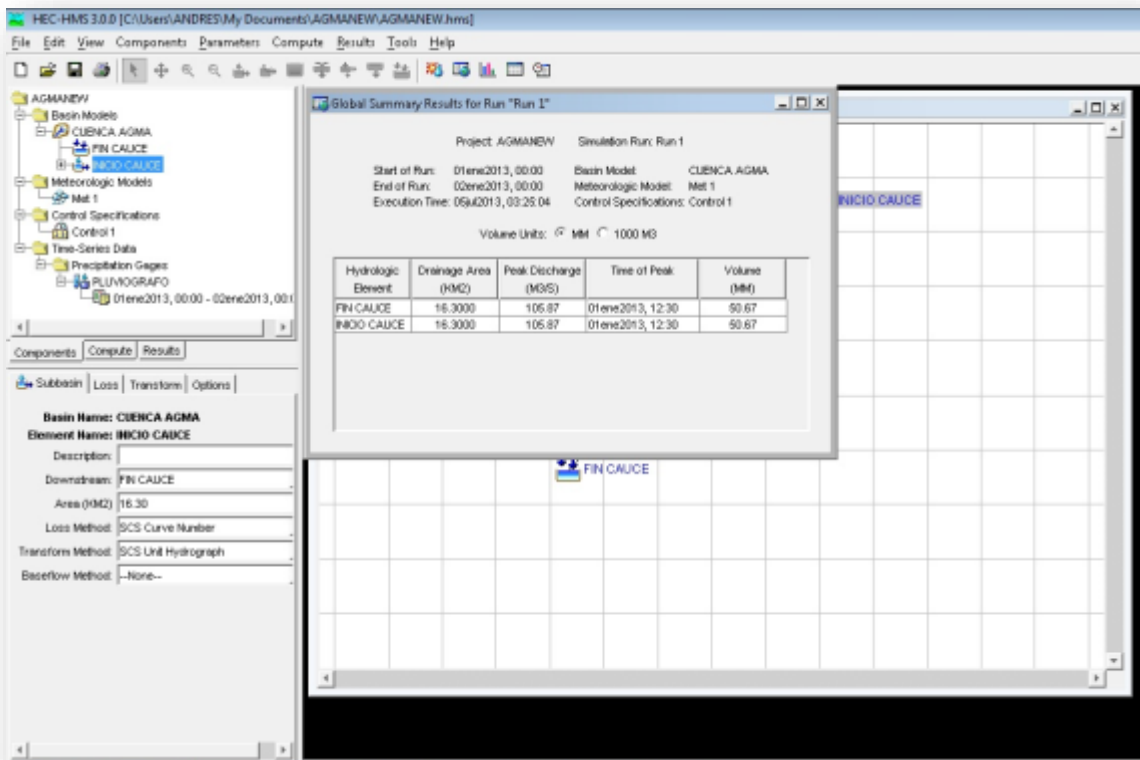 HEC-HMS 3.0.0 [C:\Users\ANDRES\My Documents\AGMANEW\AGMANEW.hms]
File Edit View Components Parameters Compute Results Tools Help
AGMANEW
Basin Models
CUENCA AGMA
FIN CAUCE
INICIO CAUCE
Meteorologic Models
Met 1
Control Specifications
Control 1
Time-Series Data
Precipitation Gages
PLUVIOGRAFO
01ene2013, 00:00 - 02ene2013, 00:(
Components Compute Results
Subbasin Loss Transform Options
Basin Name: CUENCA AGMA
Element Name: INICIO CAUCE
Description:
Downstream: FIN CAUCE
Area (KM2) 16.30
Loss Method: SCS Curve Number
Transform Method: SCS Unit Hydrograph
Baseflow Method: --None--
Global Summary Results for Run "Run 1"
Project: AGMANEW Simulation Run: Run 1
Start of Run: 01ene2013, 00:00 Basin Model: CUENCA AGMA
End of Run: 02ene2013, 00:00 Meteorologic Model: Met 1
Execution Time: 05jul2013, 03:25:04 Control Specifications: Control 1
Volume Units: MM 1000 M3
Hydrologic Element Drainage Area (KM2) Peak Discharge (M3/S) Time of Peak Volume (MM)
FIN CAUCE 16.3000 105.87 01ene2013, 12:30 50.67
INICIO CAUCE 16.3000 105.87 01ene2013, 12:30 50.67
INICIO CAUCE
FIN CAUCE